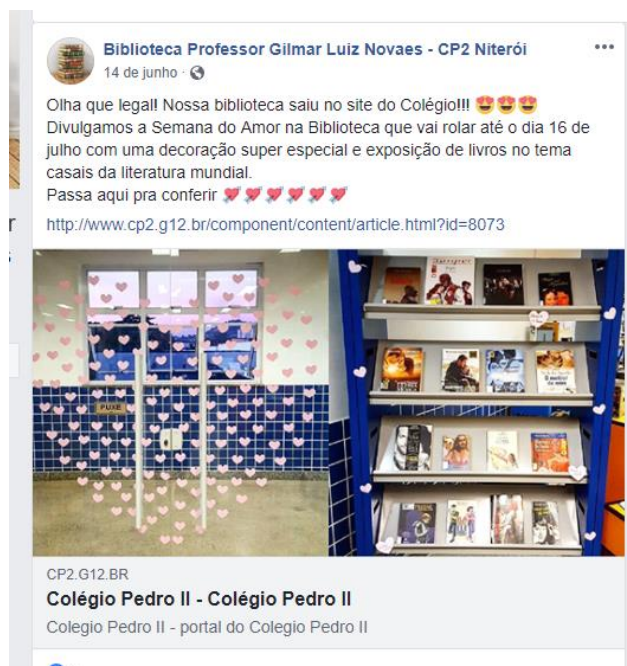 Biblioteca Professor Gilmar Luiz Novaes - CP2 Niterói
14 de junho ·
Olha que legal! Nossa biblioteca saiu no site do Colégio!!! 😍😍😍
Divulgamos a Semana do Amor na Biblioteca que vai rolar até o dia 16 de
julho com uma decoração super especial e exposição de livros no tema
casais da literatura mundial.
Passa aqui pra conferir 💘💘💘💘💘💘
http://www.cp2.g12.br/component/content/article.html?id=8073
PUXE
CP2.G12.BR
Colégio Pedro II - Colégio Pedro II
Colegio Pedro II - portal do Colegio Pedro II